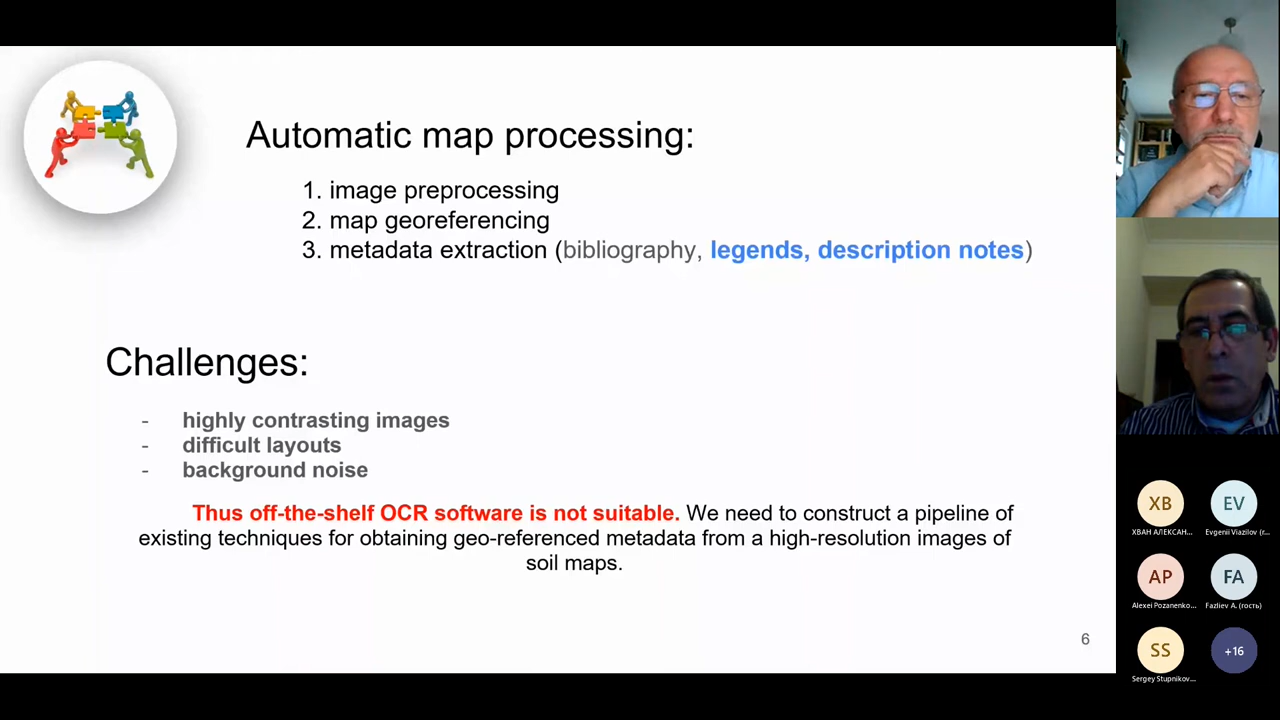 Automatic map processing:
1. image preprocessing
2. map georeferencing
3. metadata extraction (bibliography, legends, description notes)
Challenges:
- highly contrasting images
- difficult layouts
- background noise
Thus off-the-shelf OCR software is not suitable. We need to construct a pipeline of
existing techniques for obtaining geo-referenced metadata from a high-resolution images of
soil maps.
6
XB
EV
ХВАН АЛЕКСАН...
Evgenii Viazilov (г...
AP
FA
Alexei Pozanenko...
Fazliev A. (гость)
SS
+16
Sergey Stupnikov...